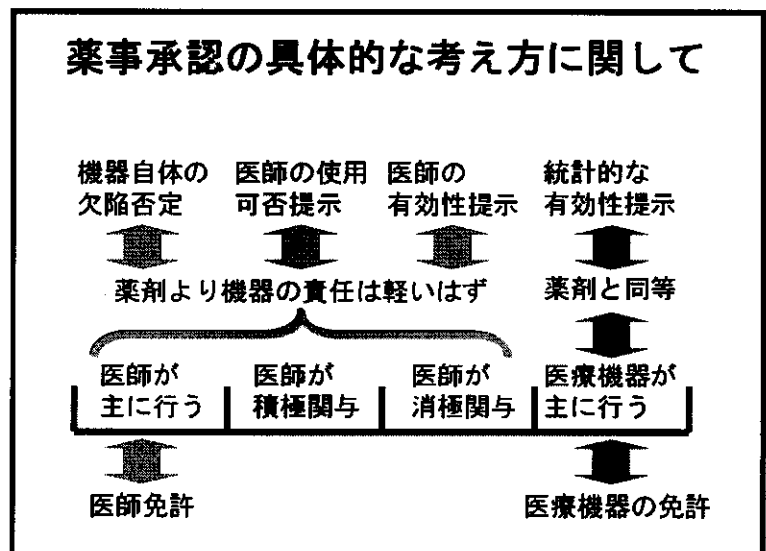 薬事承認の具体的な考え方に関して
機器自体の
欠陥否定
医師の使用
可否提示
医師の
有効性提示
統計的な
有効性提示
薬剤より機器の責任は軽いはず
薬剤と同等
医師が
主に行う
医師が
積極関与
医師が
消極関与
医療機器が
主に行う
医師免許
医療機器の免許